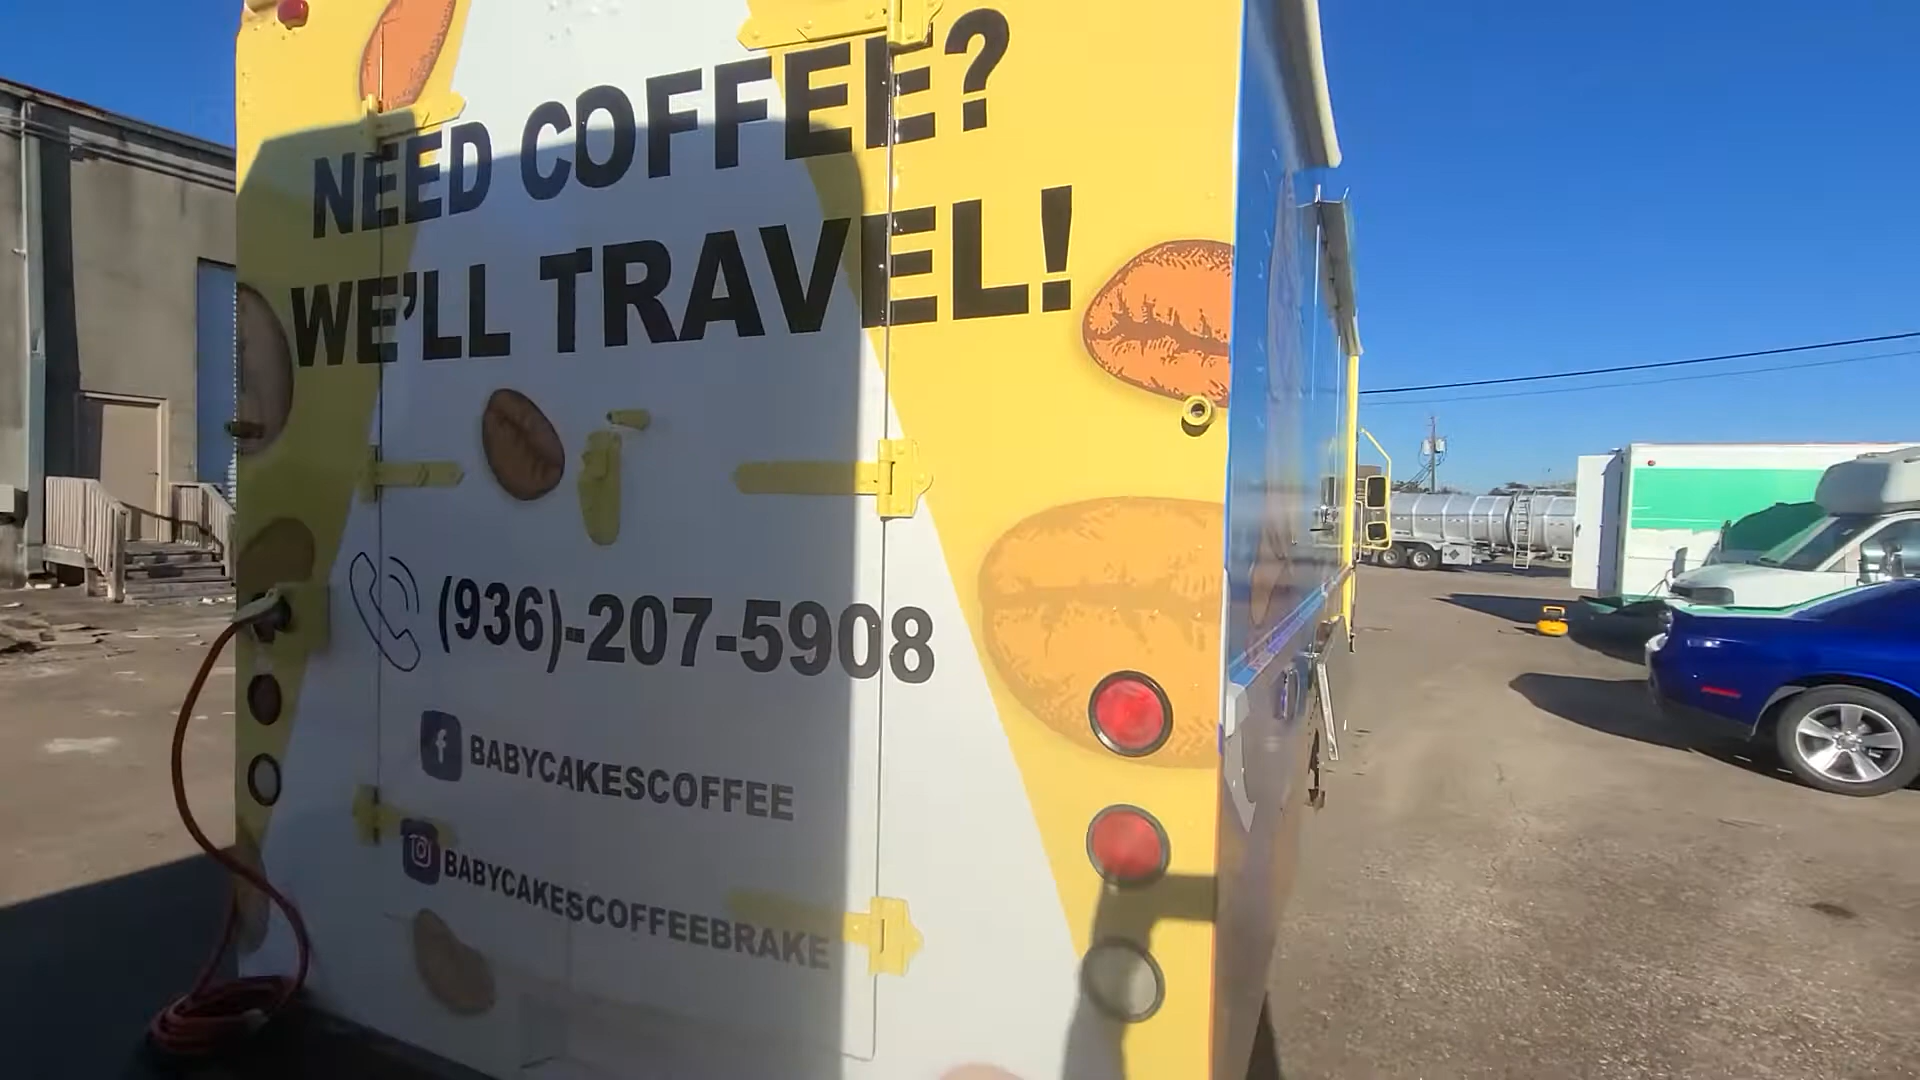 NEED COFFEE?
WE'LL TRAVEL!
(936)-207-5908
BABYCAKESCOFFEE
BABYCAKESCOFFEEBRAKE